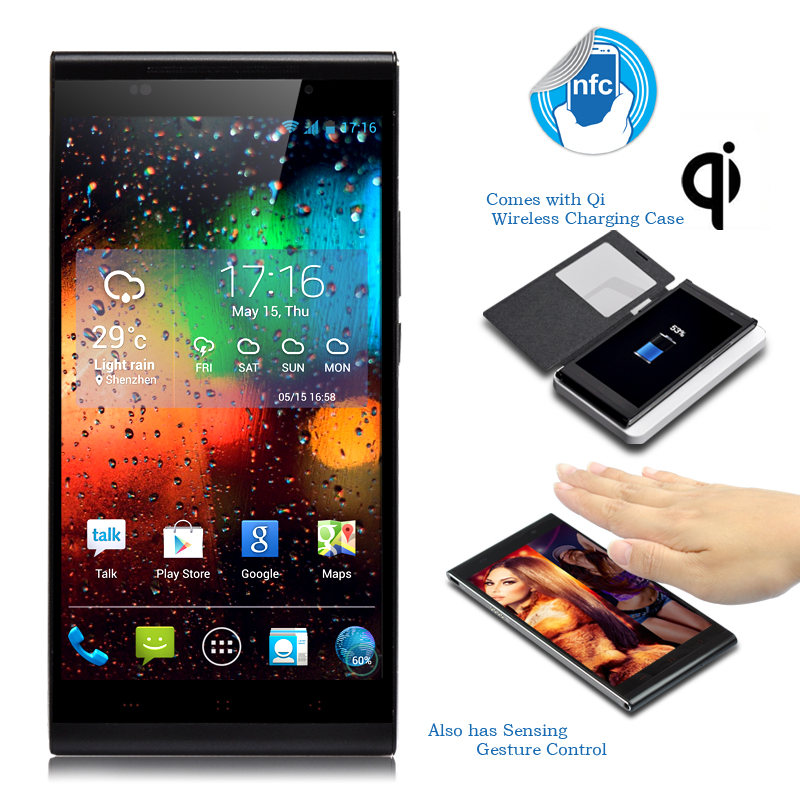 17:16
17:16
May 15, Thu
29°c
Light rain
Shenzhen
FRI SAT SUN MON
05/15 16:58
talk
Talk Play Store Google Maps
60%
nfc
qi
Comes with Qi
Wireless Charging Case
53%
Also has Sensing
Gesture Control